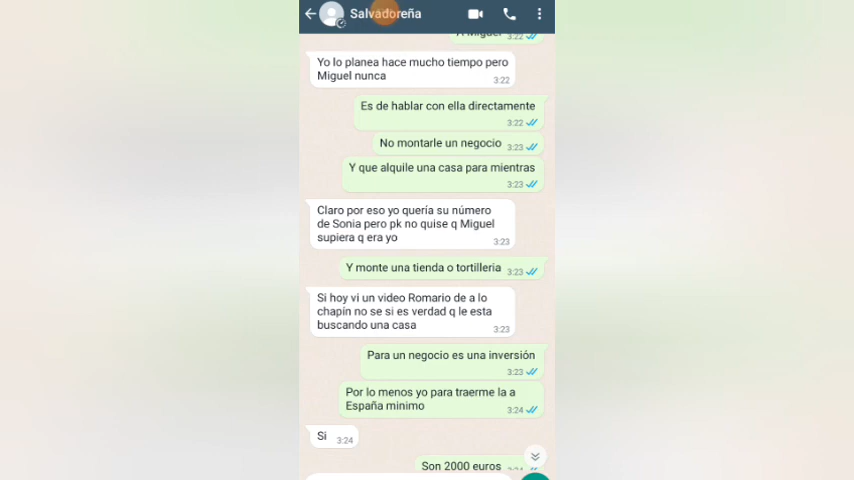 Salvadoreña
A Miguel 3:22
Yo lo planea hace mucho tiempo pero
Miguel nunca
3:22
Es de hablar con ella directamente
3:22
No montarle un negocio 3:23
Y que alquile una casa para mientras
3:23
Claro por eso yo quería su número
de Sonia pero pk no quise q Miguel
supiera q era yo
3:23
Y monte una tienda o tortilleria 3:23
Si hoy vi un video Romario de a lo
chapín no se si es verdad q le esta
buscando una casa
3:23
Para un negocio es una inversión
3:23
Por lo menos yo para traerme la a
España minimo
3:24
Si 3:24
Son 2000 euros 3:24